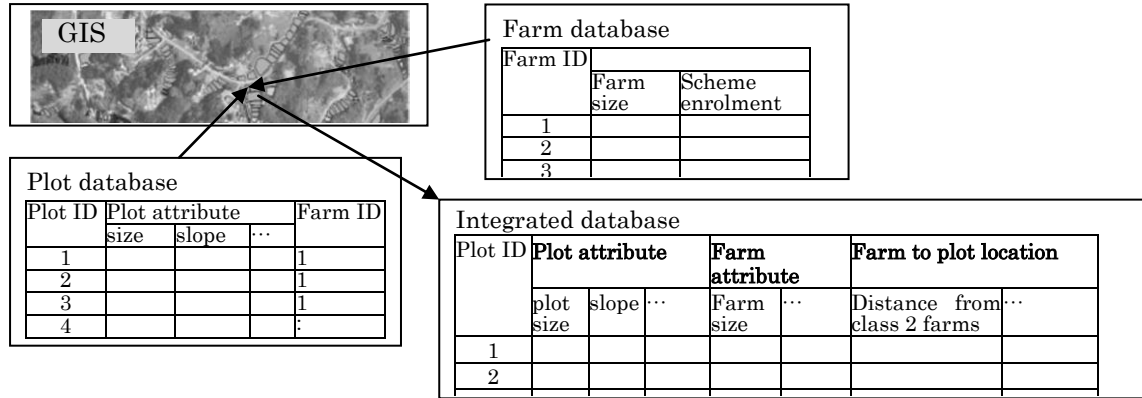 GIS
Farm database
Farm ID
Farm size Scheme enrolment
1
2
3
Plot database
Plot ID Plot attribute Farm ID
size slope ⋯
1 1
2 1
3 1
4 :
Integrated database
Plot ID Plot attribute Farm attribute Farm to plot location
plot size slope ⋯ Farm size ⋯ Distance from class 2 farms ⋯
1
2